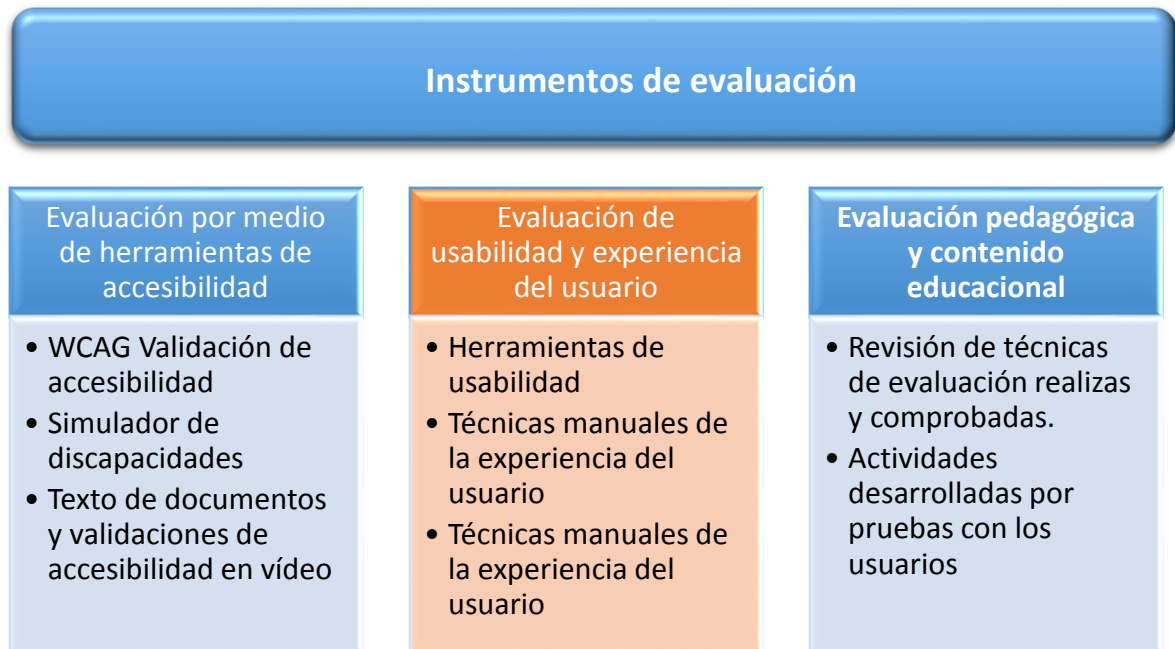 Instrumentos de evaluación
Evaluación por medio
de herramientas de
accesibilidad
• WCAG Validación de
accesibilidad
• Simulador de
discapacidades
• Texto de documentos
y validaciones de
accesibilidad en vídeo
Evaluación de
usabilidad y experiencia
del usuario
• Herramientas de
usabilidad
• Técnicas manuales de
la experiencia del
usuario
• Técnicas manuales de
la experiencia del
usuario
Evaluación pedagógica
y contenido
educacional
• Revisión de técnicas
de evaluación realizas
y comprobadas.
• Actividades
desarrolladas por
pruebas con los
usuarios